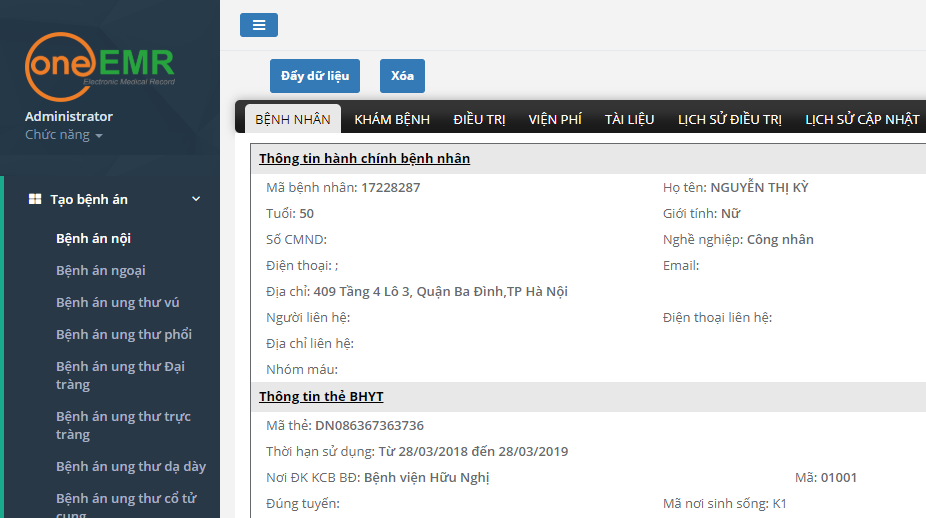 oneEMR
Electronic Medical Record
Administrator
Chức năng
Tạo bệnh án
Bệnh án nội
Bệnh án ngoại
Bệnh án ung thư vú
Bệnh án ung thư phổi
Bệnh án ung thư Đại
tràng
Bệnh án ung thư trực
tràng
Bệnh án ung thư dạ dày
Bệnh án ung thư cổ tử
cung
Đẩy dữ liệu Xóa
BỆNH NHÂN KHÁM BỆNH ĐIỀU TRỊ VIỆN PHÍ TÀI LIỆU LỊCH SỬ ĐIỀU TRỊ LỊCH SỬ CẬP NHẬT
Thông tin hành chính bệnh nhân
Mã bệnh nhân: 17228287 Họ tên: NGUYỄN THỊ KỲ
Tuổi: 50 Giới tính: Nữ
Số CMND: Nghề nghiệp: Công nhân
Điện thoại: ; Email:
Địa chỉ: 409 Tầng 4 Lô 3, Quận Ba Đình,TP Hà Nội
Người liên hệ: Điện thoại liên hệ:
Địa chỉ liên hệ:
Nhóm máu:
Thông tin thẻ BHYT
Mã thẻ: DN086367363736
Thời hạn sử dụng: Từ 28/03/2018 đến 28/03/2019
Nơi ĐK KCB BĐ: Bệnh viện Hữu Nghị Mã: 01001
Đúng tuyến: Mã nơi sinh sống: K1